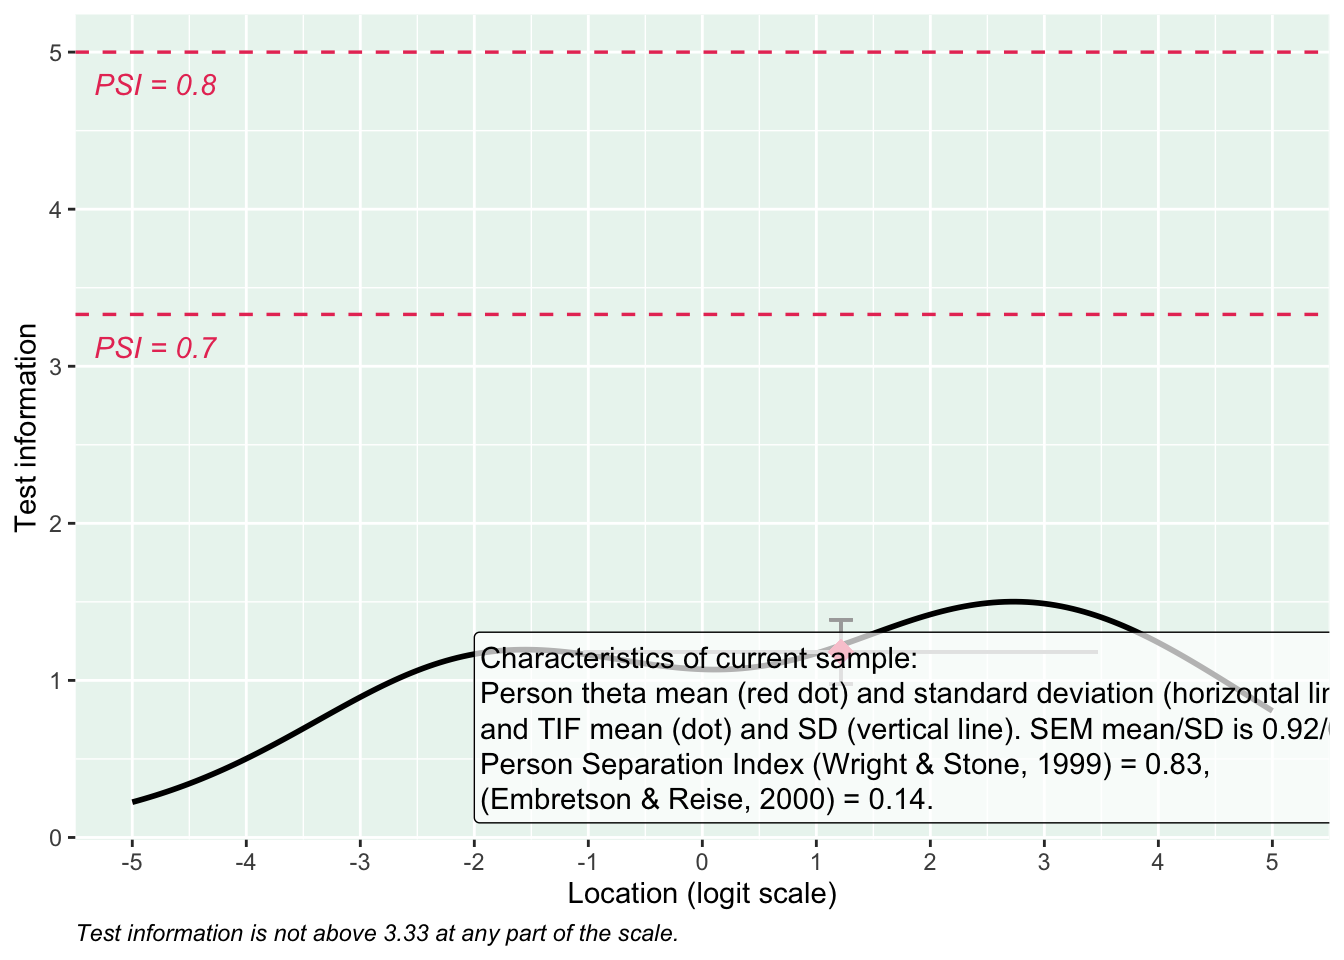 5
PSI = 0.8
4
PSI = 0.7
3
Test information
2
1
0
Characteristics of current sample:
Person theta mean (red dot) and standard deviation (horizontal
and TIF mean (dot) and SD (vertical line). SEM mean/SD is 0.92/
Person Separation Index (Wright & Stone, 1999) = 0.83,
(Embretson & Reise, 2000) = 0.14.
-5 -4 -3 -2 -1 0 1 2 3 4 5
Location (logit scale)
Test information is not above 3.33 at any part of the scale.